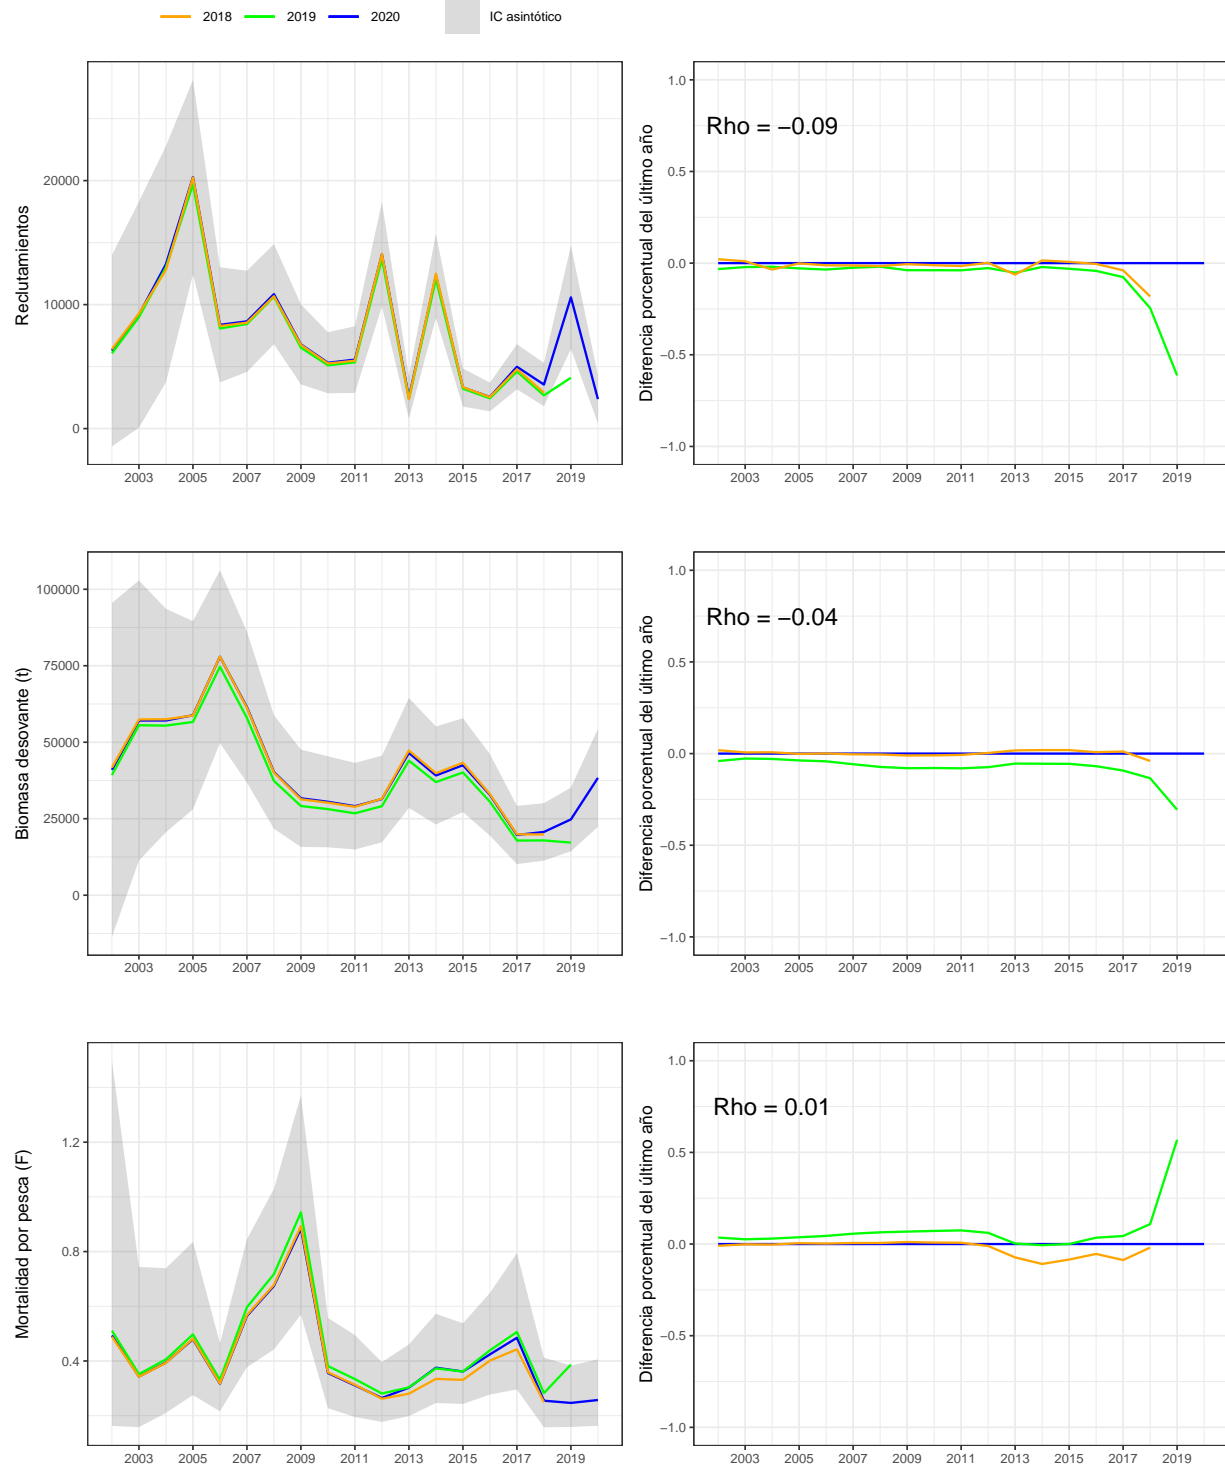 2018 2019 2020 IC asintótico
Reclutamientos
20000
10000
0
2003 2005 2007 2009 2011 2013 2015 2017 2019
Diferencia porcentual del último año
Rho = −0.09
1.0
0.5
0.0
−0.5
−1.0
2003 2005 2007 2009 2011 2013 2015 2017 2019
Biomasa desovante (t)
100000
75000
50000
25000
0
2003 2005 2007 2009 2011 2013 2015 2017 2019
Diferencia porcentual del último año
Rho = −0.04
1.0
0.5
0.0
−0.5
−1.0
2003 2005 2007 2009 2011 2013 2015 2017 2019
Mortalidad por pesca (F)
1.2
0.8
0.4
2003 2005 2007 2009 2011 2013 2015 2017 2019
Diferencia porcentual del último año
Rho = 0.01
1.0
0.5
0.0
−0.5
−1.0
2003 2005 2007 2009 2011 2013 2015 2017 2019